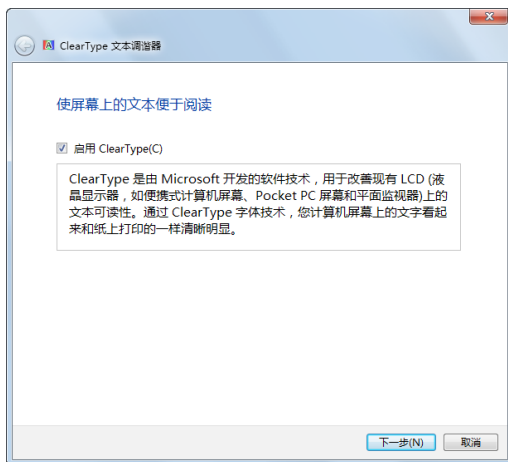 ClearType 文本调谐器
使屏幕上的文本便于阅读
启用 ClearType(C)
ClearType 是由 Microsoft 开发的软件技术，用于改善现有 LCD (液
晶显示器，如便携式计算机屏幕、Pocket PC 屏幕和平面监视器)上的
文本可读性。通过 ClearType 字体技术，您计算机屏幕上的文字看起
来和纸上打印的一样清晰明显。
下一步(N) 取消